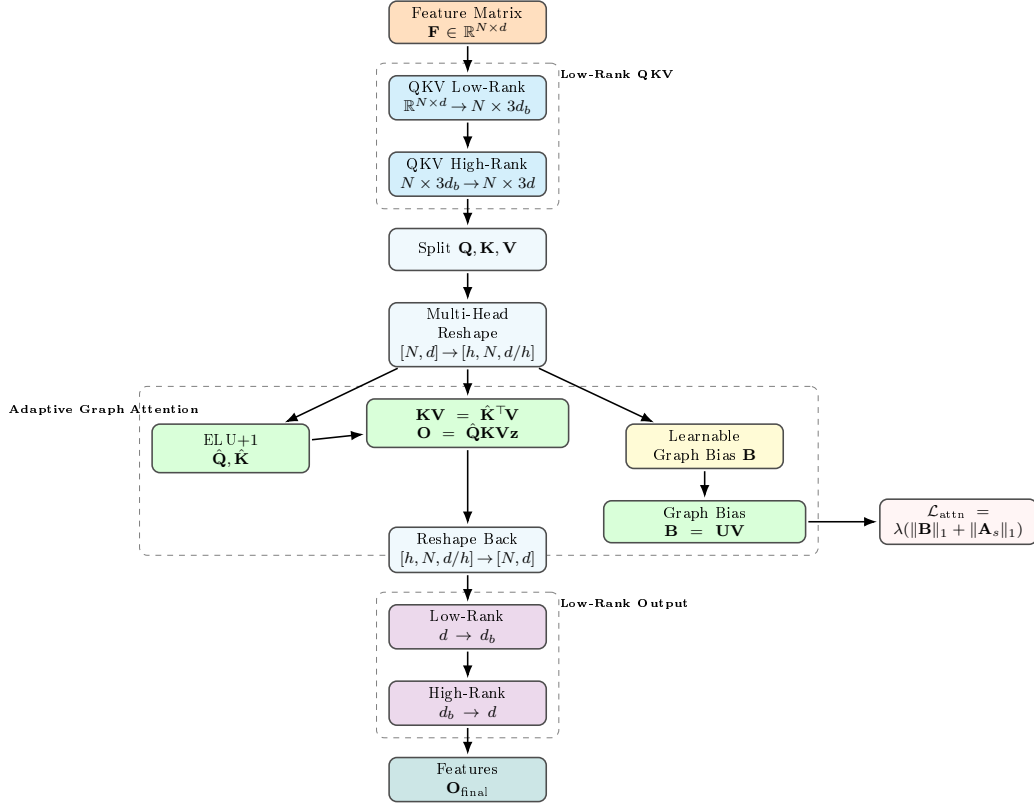 Feature Matrix
𝐅 ∈ ℝ^{N×d}
Low-Rank QKV
QKV Low-Rank
ℝ^{N×d} → N × 3d_b
QKV High-Rank
N × 3d_b → N × 3d
Split 𝐐, 𝐊, 𝐕
Multi-Head
Reshape
[N, d] → [h, N, d/h]
Adaptive Graph Attention
ELU+1
𝐐̂, 𝐊̂
𝐊𝐕 = 𝐊̂^⊤𝐕
𝐎 = 𝐐̂𝐊𝐕𝐳
Learnable
Graph Bias 𝐁
Graph Bias
𝐁 = 𝐔𝐕
ℒ_attn =
λ(‖𝐁‖₁ + ‖𝐀_s‖₁)
Reshape Back
[h, N, d/h] → [N, d]
Low-Rank Output
Low-Rank
d → d_b
High-Rank
d_b → d
Features
𝐎_final